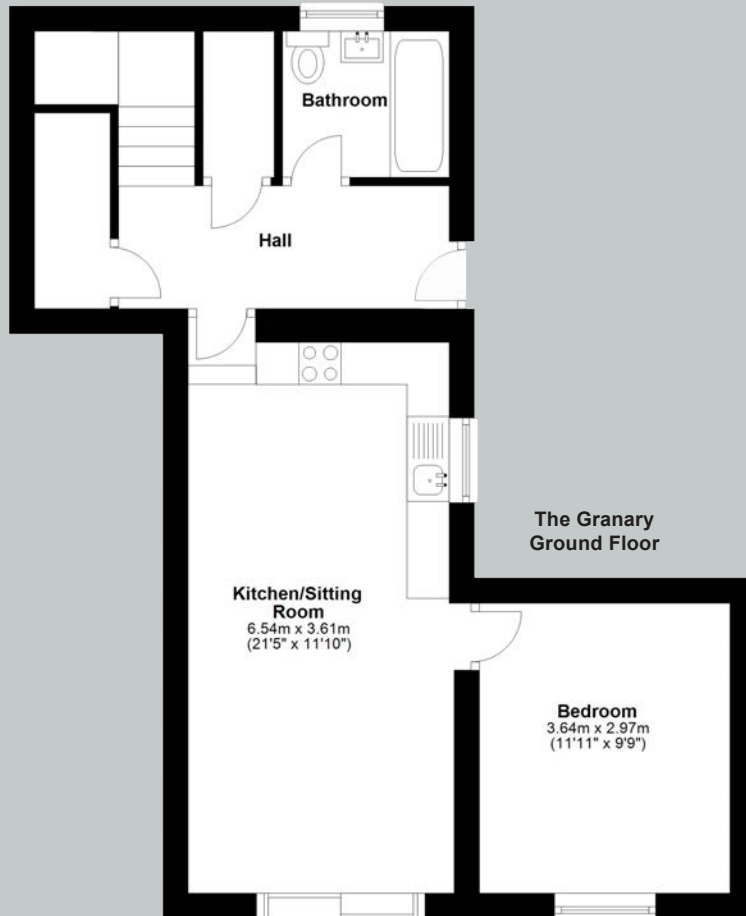 Bathroom
Hall
The Granary
Ground Floor
Kitchen/Sitting
Room
6.54m x 3.61m
(21'5" x 11'10")
Bedroom
3.64m x 2.97m
(11'11" x 9'9")